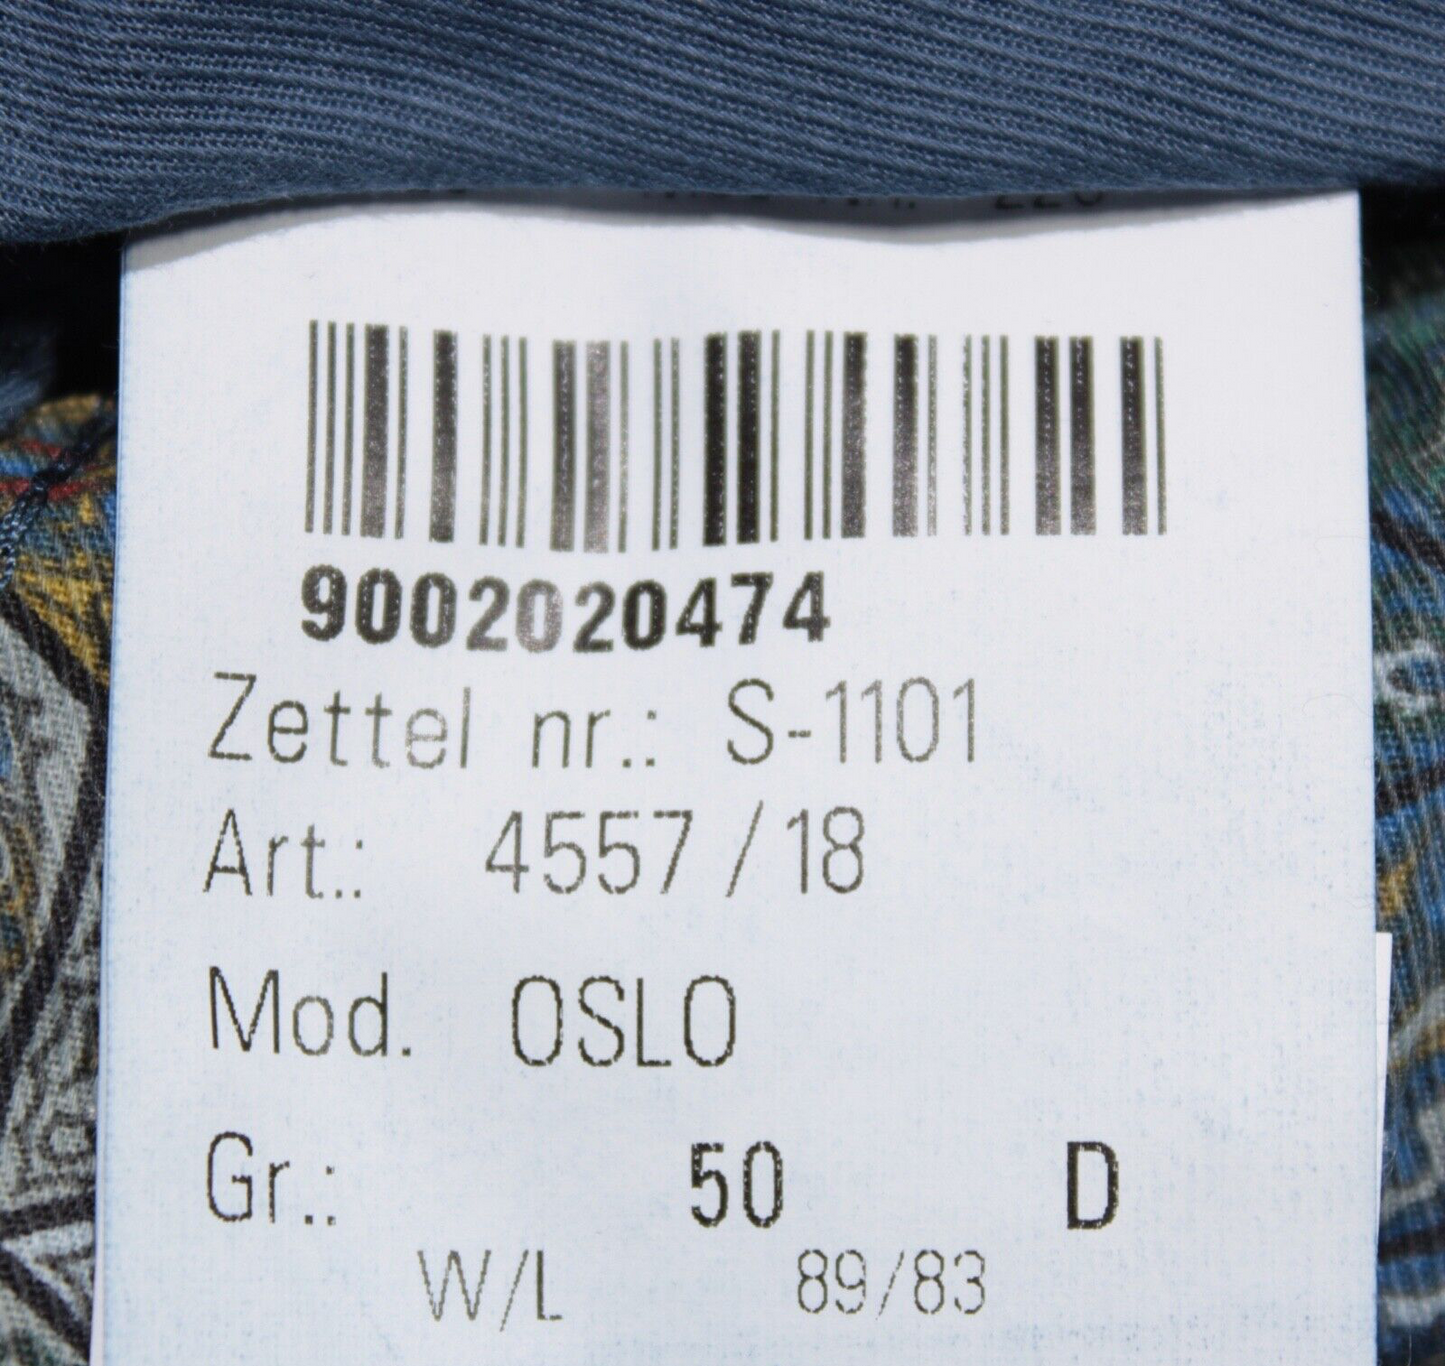 9002020474
Zettel nr.: S-1101
Art.: 4557 / 18
Mod. OSLO
Gr.: 50 D
W/L 89/83